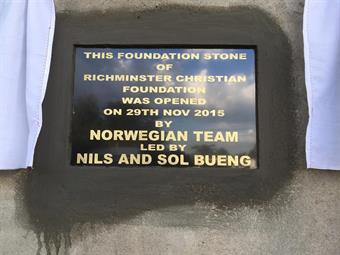 THIS FOUNDATION STONE
OF
RICHMINSTER CHRISTIAN
FOUNDATION
WAS OPENED
ON 29TH NOV 2015
BY
NORWEGIAN TEAM
LED BY
NILS AND SOL BUENG